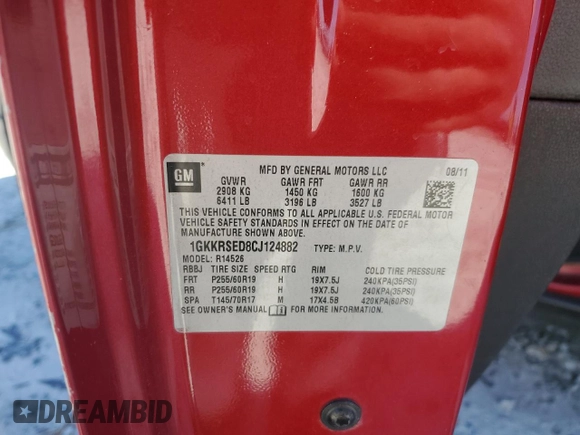 GM
MFD BY GENERAL MOTORS LLC
08/11
GVWR GAWR FRT GAWR RR
2908 KG 1450 KG 1600 KG
6411 LB 3196 LB 3527 LB
THIS VEHICLE CONFORMS TO ALL APPLICABLE U.S. FEDERAL MOTOR
VEHICLE SAFETY STANDARDS IN EFFECT ON THE DATE OF
MANUFACTURE SHOWN ABOVE.
1GKKRSED8CJ124882 TYPE: M.P.V.
MODEL: R14526
RBBJ TIRE SIZE SPEED RTG RIM COLD TIRE PRESSURE
FRT P255/60R19 H 19X7.5J 240KPA(35PSI)
RR P255/60R19 H 19X7.5J 240KPA(35PSI)
SPA T145/70R17 M 17X4.5B 420KPA(60PSI)
SEE OWNER'S MANUAL FOR MORE INFORMATION.
DREAMBID